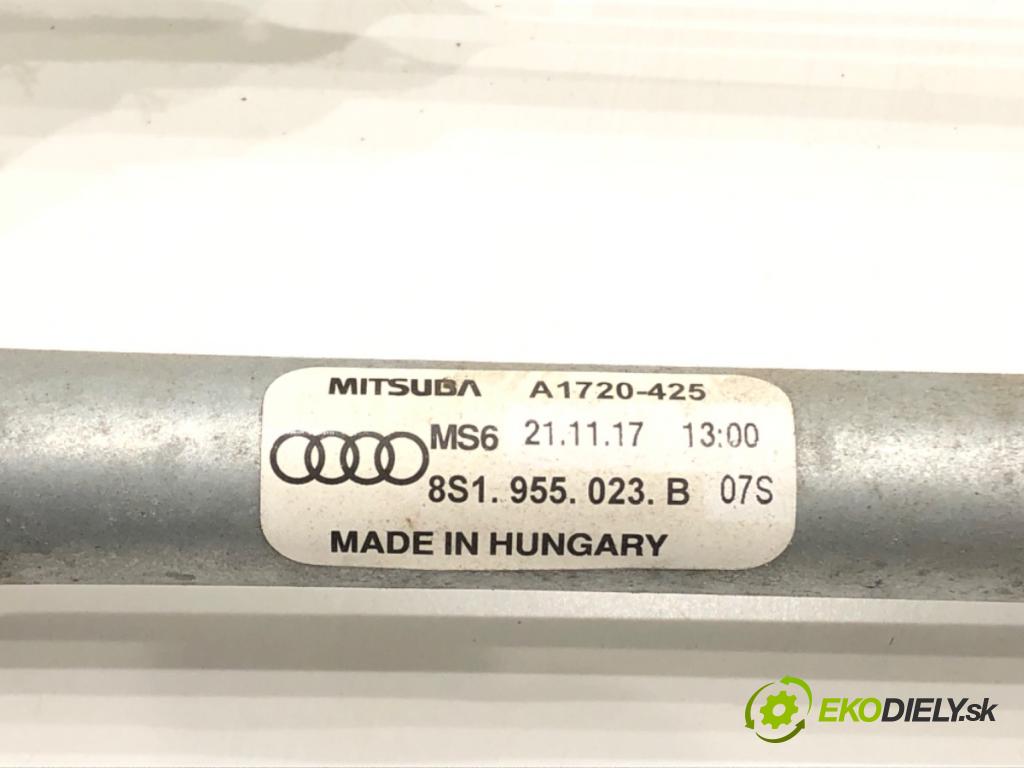 MITSUBA A1720-425
MS6 21.11.17 13:00
8S1. 955. 023. B 07S
MADE IN HUNGARY
EKODIELY.sk